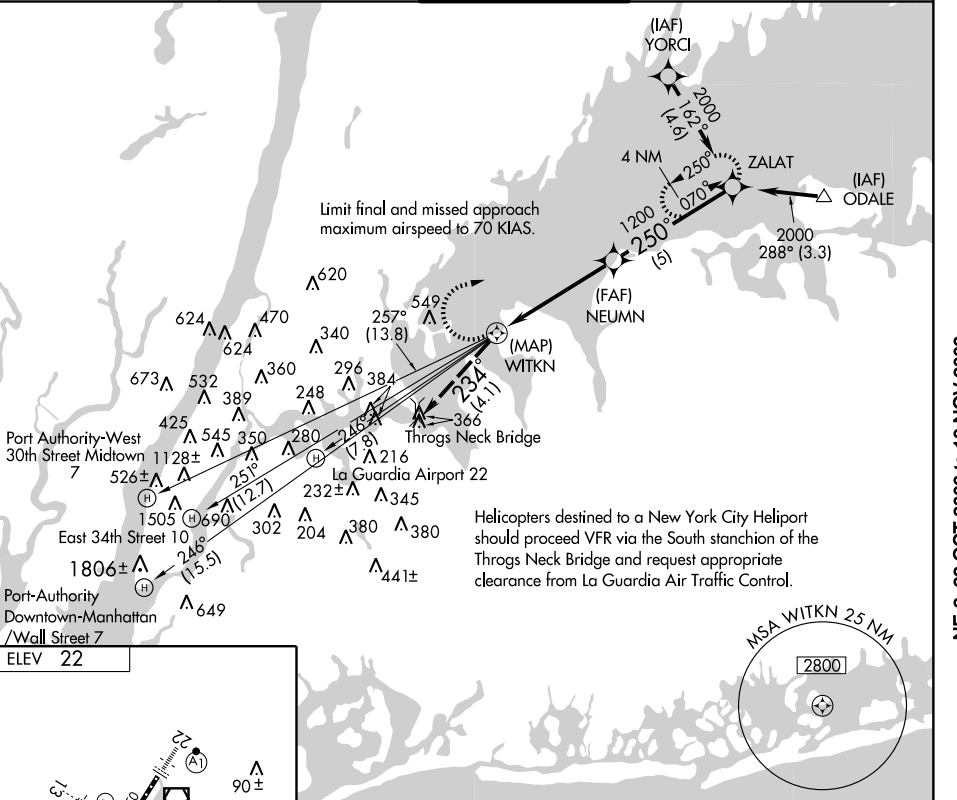 (IAF)
YORCI
2000
162°
(4.6)
4 NM
250°
070°
ZALAT
(IAF)
ODALE
2000
288° (3.3)
1200
250°
(5)
(FAF)
NEUMN
Limit final and missed approach
maximum airspeed to 70 KIAS.
620
549
257°
(13.8)
(MAP)
WITKN
234°
(4.1)
624
624
470
340
673
532
360
296
384
389
248
366
Throgs Neck Bridge
425
545
350
280
246°
(7.8)
216
Port Authority-West
30th Street Midtown
7
1128±
526±
251°
(12.7)
La Guardia Airport 22
232±
345
1505
690
302
204
380
380
East 34th Street 10
246°
(15.5)
1806±
441±
H
H
H
H
Port-Authority
Downtown-Manhattan
/Wall Street 7
649
Helicopters destined to a New York City Heliport
should proceed VFR via the South stanchion of the
Throgs Neck Bridge and request appropriate
clearance from La Guardia Air Traffic Control.
MSA WITKN 25 NM
2800
ELEV 22
22
A1
90±
13